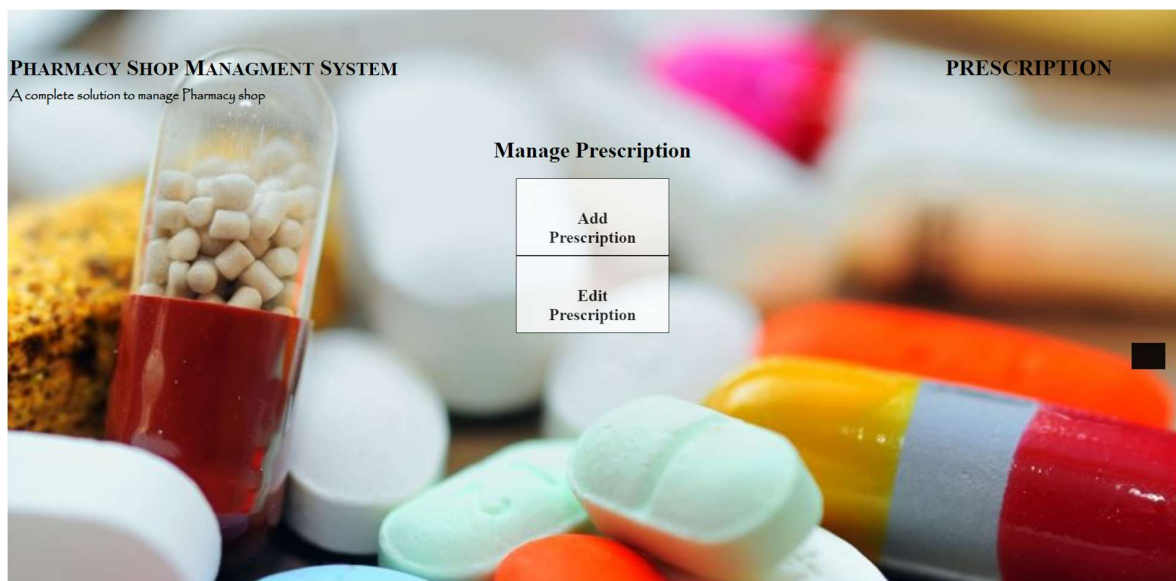 PHARMACY SHOP MANAGMENT SYSTEM
PRESCRIPTION
A complete solution to manage Pharmacy shop
Manage Prescription
Add
Prescription
Edit
Prescription